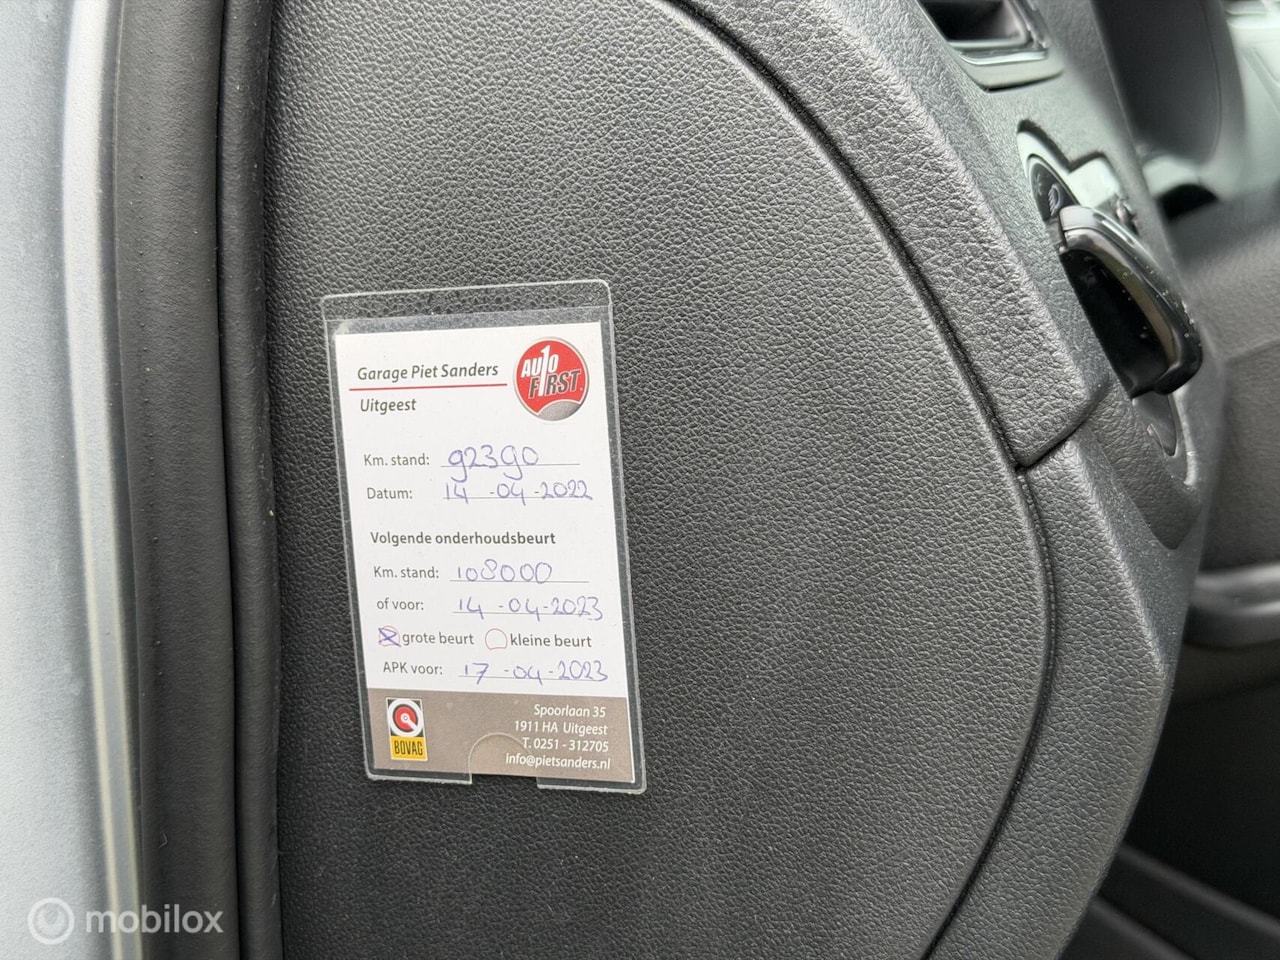 Garage Piet Sanders
AUTO
F1RST
Uitgeest
Km. stand: 92390
Datum: 14-04-2022
Volgende onderhoudsbeurt
Km. stand: 108000
of voor: 14-04-2023
grote beurt kleine beurt
APK voor: 17-04-2023
BOVAG
Spoorlaan 35
1911 HA Uitgeest
T. 0251 - 312705
info@pietsanders.nl
mobilox